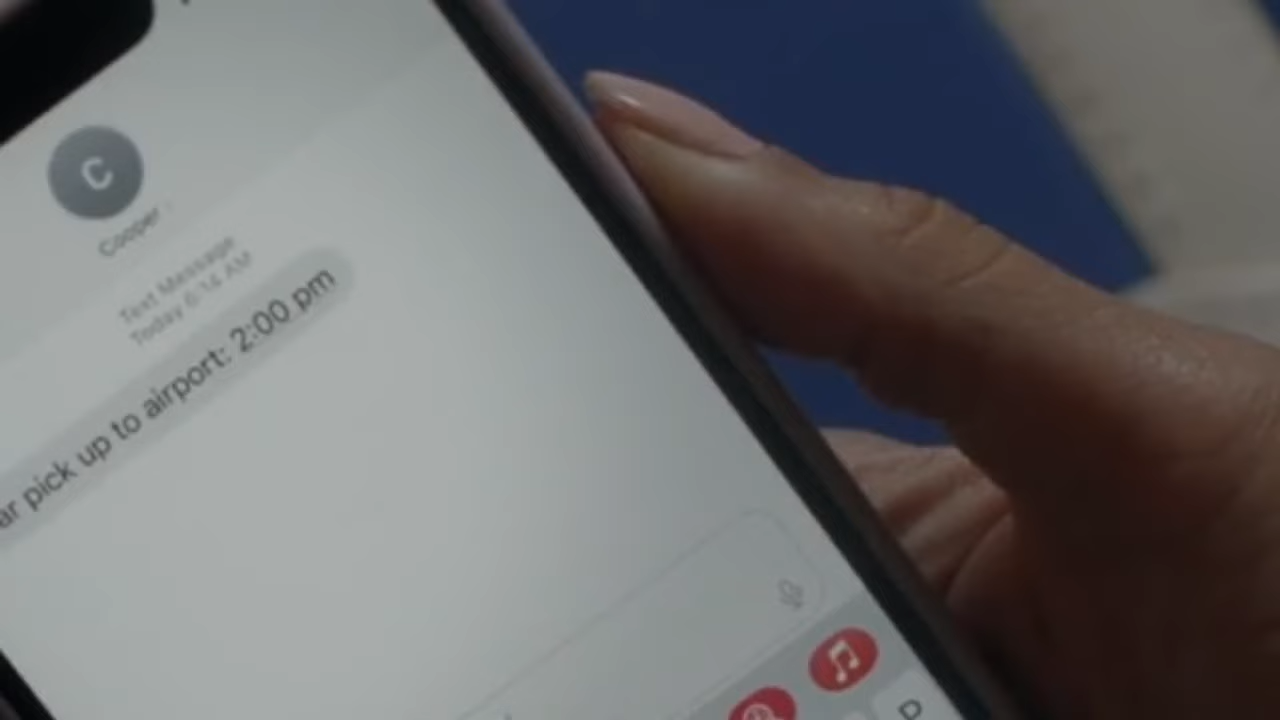 C
Cooper
Text Message
Today 6:14 AM
ar pick up to airport: 2:00 pm
P